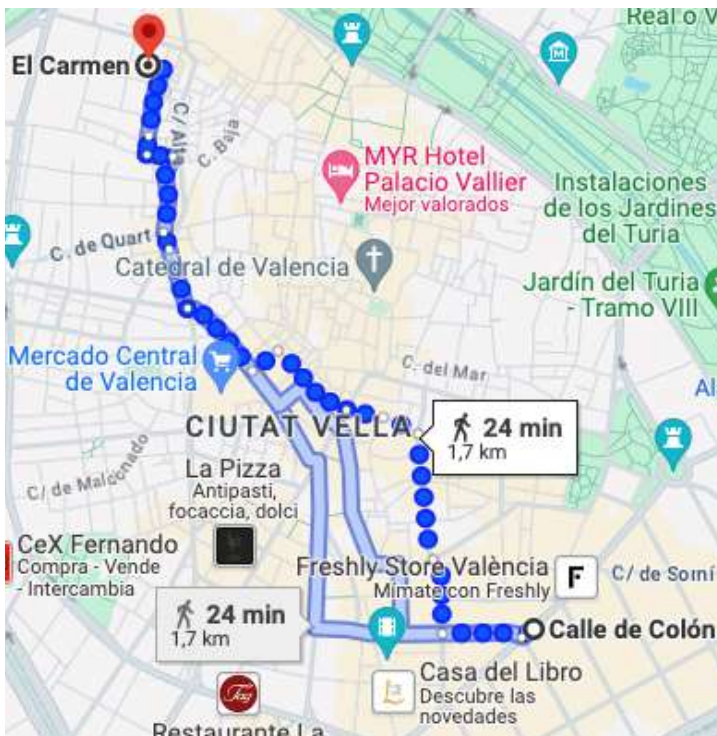 Real o V
El Carmen
C/ Alta
C. Baja
MYR Hotel
Palacio Vallier
Mejor valorados
Instalaciones
de los Jardines
del Turia
C. de Quart
Catedral de Valencia
Jardín del Turia
- Tramo VIII
Mercado Central
de Valencia
C. del Mar
Al
CIUTAT VELLA
24 min
1,7 km
La Pizza
Antipasti,
focaccia, dolci
C/ de Maldonado
CeX Fernando
Compra - Vende
- Intercambia
Freshly Store València
Mimate con Freshly
F
C/ de Sorní
24 min
1,7 km
Calle de Colón
Casa del Libro
Descubre las
novedades
Restaurante La